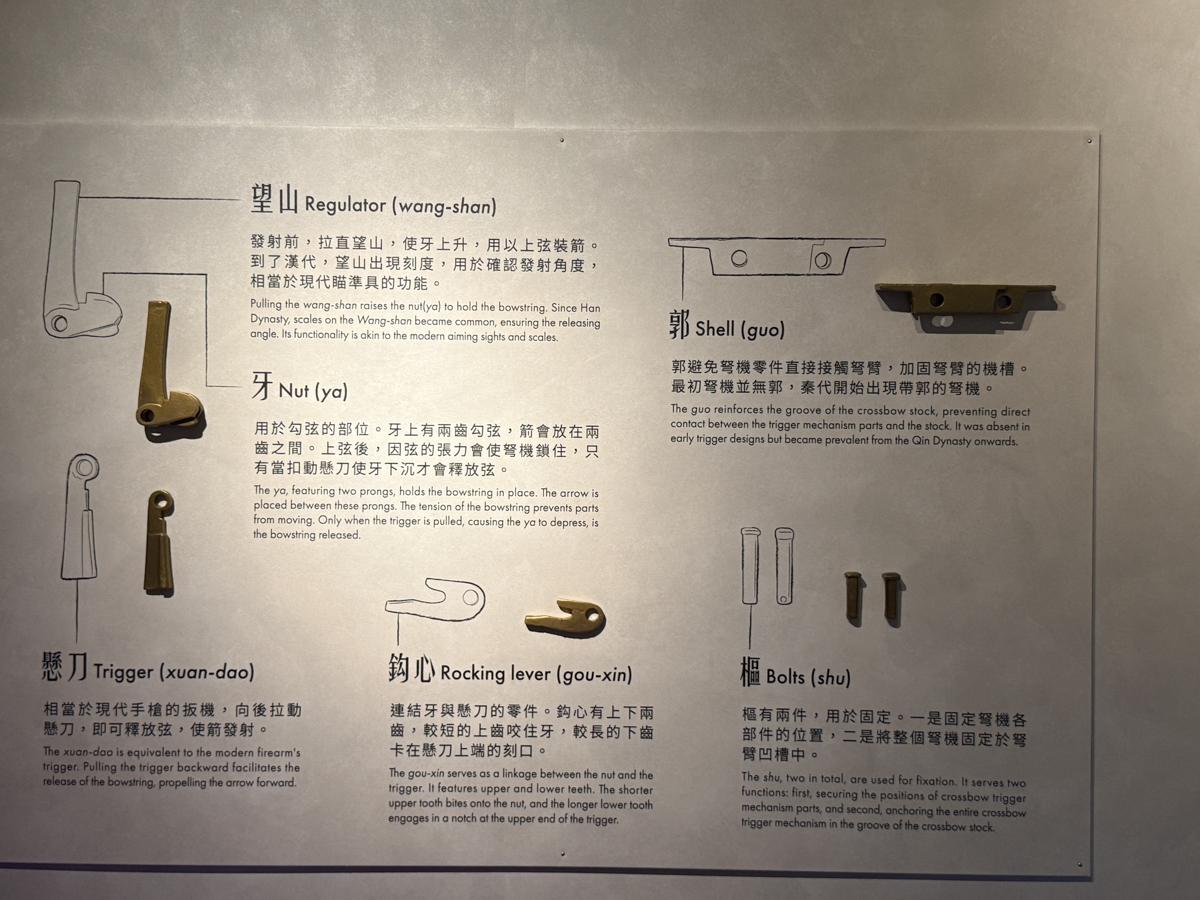 望山 Regulator (wang-shan)
發射前，拉直望山，使牙上升，用以上弦裝箭。
到了漢代，望山出現刻度，用於確認發射角度，
相當於現代瞄準具的功能。
Pulling the wang-shan raises the nut(ya) to hold the bowstring. Since Han
Dynasty, scales on the Wang-shan became common, ensuring the releasing
angle. Its functionality is akin to the modern aiming sights and scales.
牙 Nut (ya)
用於勾弦的部位。牙上有兩齒勾弦，箭會放在兩
齒之間。上弦後，因弦的張力會使弩機鎖住，只
有當扣動懸刀使牙下沉才會釋放弦。
The ya, featuring two prongs, holds the bowstring in place. The arrow is
placed between these prongs. The tension of the bowstring prevents parts
from moving. Only when the trigger is pulled, causing the ya to depress, is
the bowstring released.
郭 Shell (guo)
郭避免弩機零件直接接觸弩臂，加固弩臂的機槽。
最初弩機並無郭，秦代開始出現帶郭的弩機。
The guo reinforces the groove of the crossbow stock, preventing direct
contact between the trigger mechanism parts and the stock. It was absent in
early trigger designs but became prevalent from the Qin Dynasty onwards.
懸刀 Trigger (xuan-dao)
相當於現代手槍的扳機，向後拉動
懸刀，即可釋放弦，使箭發射。
The xuan-dao is equivalent to the modern firearm's
trigger. Pulling the trigger backward facilitates the
release of the bowstring, propelling the arrow forward.
鈎心 Rocking lever (gou-xin)
連結牙與懸刀的零件。鈎心有上下兩
齒，較短的上齒咬住牙，較長的下齒
卡在懸刀上端的刻口。
The gou-xin serves as a linkage between the nut and the
trigger. It features upper and lower teeth. The shorter
upper tooth bites onto the nut, and the longer lower tooth
engages in a notch at the upper end of the trigger.
樞 Bolts (shu)
樞有兩件，用於固定。一是固定弩機各
部件的位置，二是將整個弩機固定於弩
臂凹槽中。
The shu, two in total, are used for fixation. It serves two
functions: first, securing the positions of crossbow trigger
mechanism parts, and second, anchoring the entire crossbow
trigger mechanism in the groove of the crossbow stock.